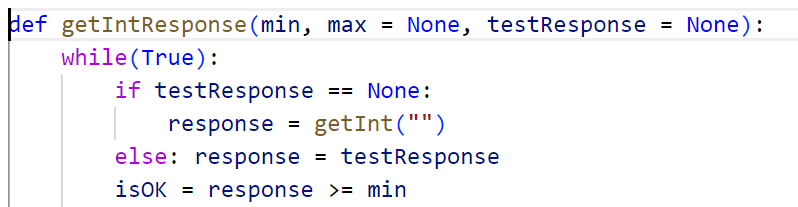 def getIntResponse(min, max = None, testResponse = None):
    while(True):
        if testResponse == None:
            response = getInt("")
        else: response = testResponse
        isOK = response >= min